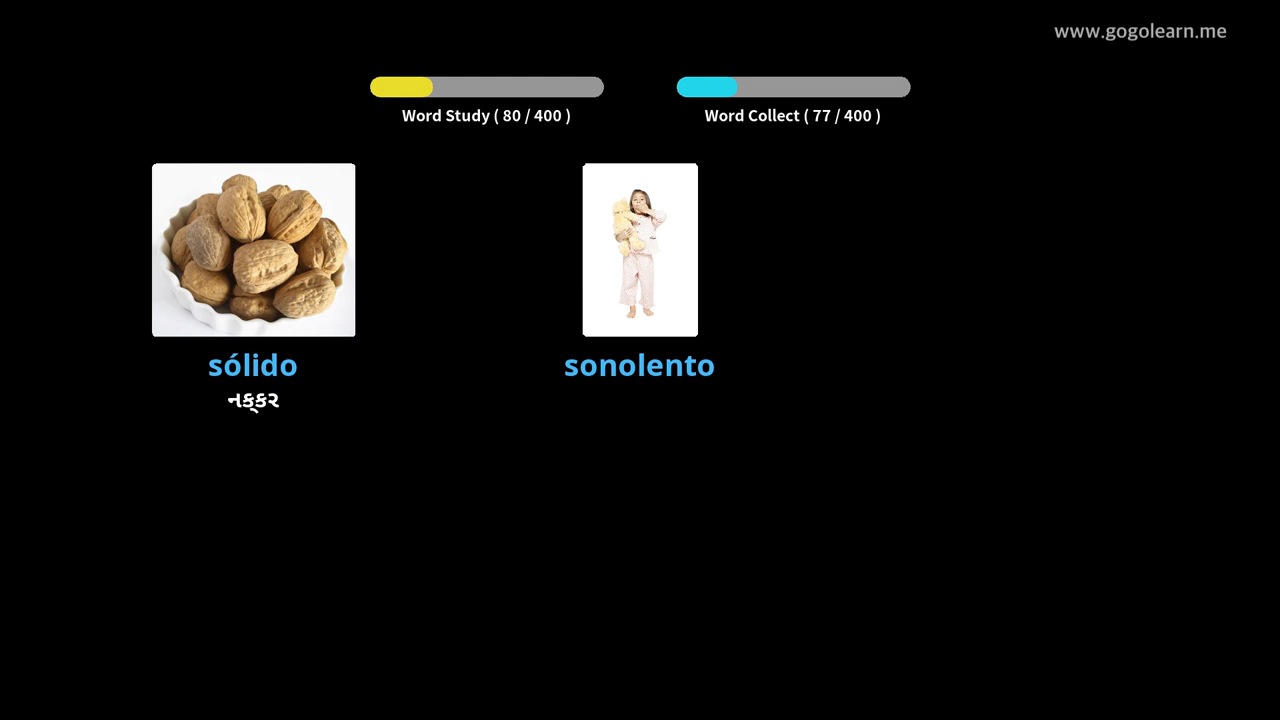 www.gogolearn.me
Word Study ( 80 / 400 )
Word Collect ( 77 / 400 )
sólido
નક્કર
sonolento